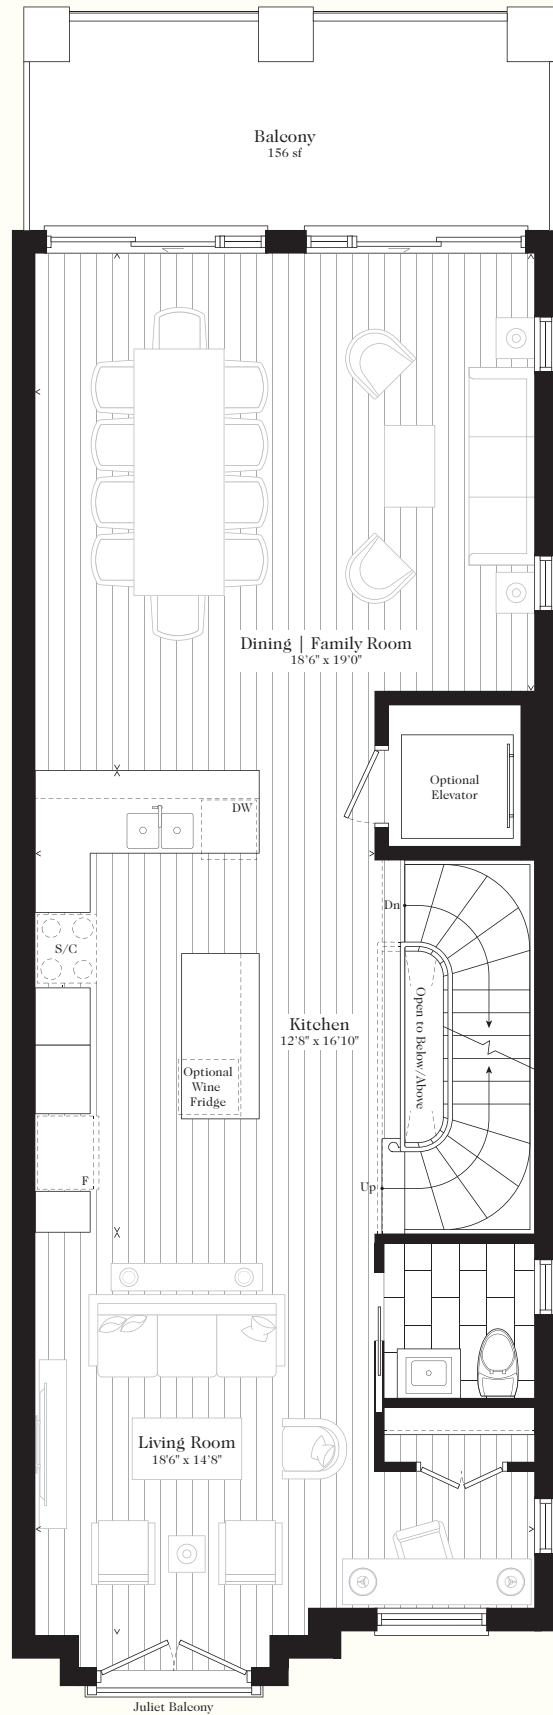 Balcony
156 sf
Dining | Family Room
18'6" x 19'0"
Optional
Elevator
DW
Dn
S/C
Open to Below/Above
Kitchen
12'8" x 16'10"
Optional
Wine
Fridge
F
Up
Living Room
18'6" x 14'8"
Juliet Balcony